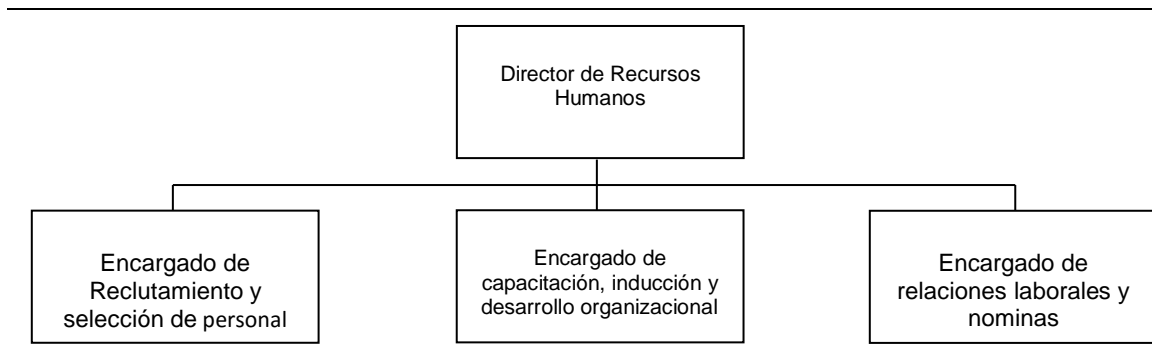 Director de Recursos
Humanos
Encargado de
Reclutamiento y
selección de personal
Encargado de
capacitación, inducción y
desarrollo organizacional
Encargado de
relaciones laborales y
nominas